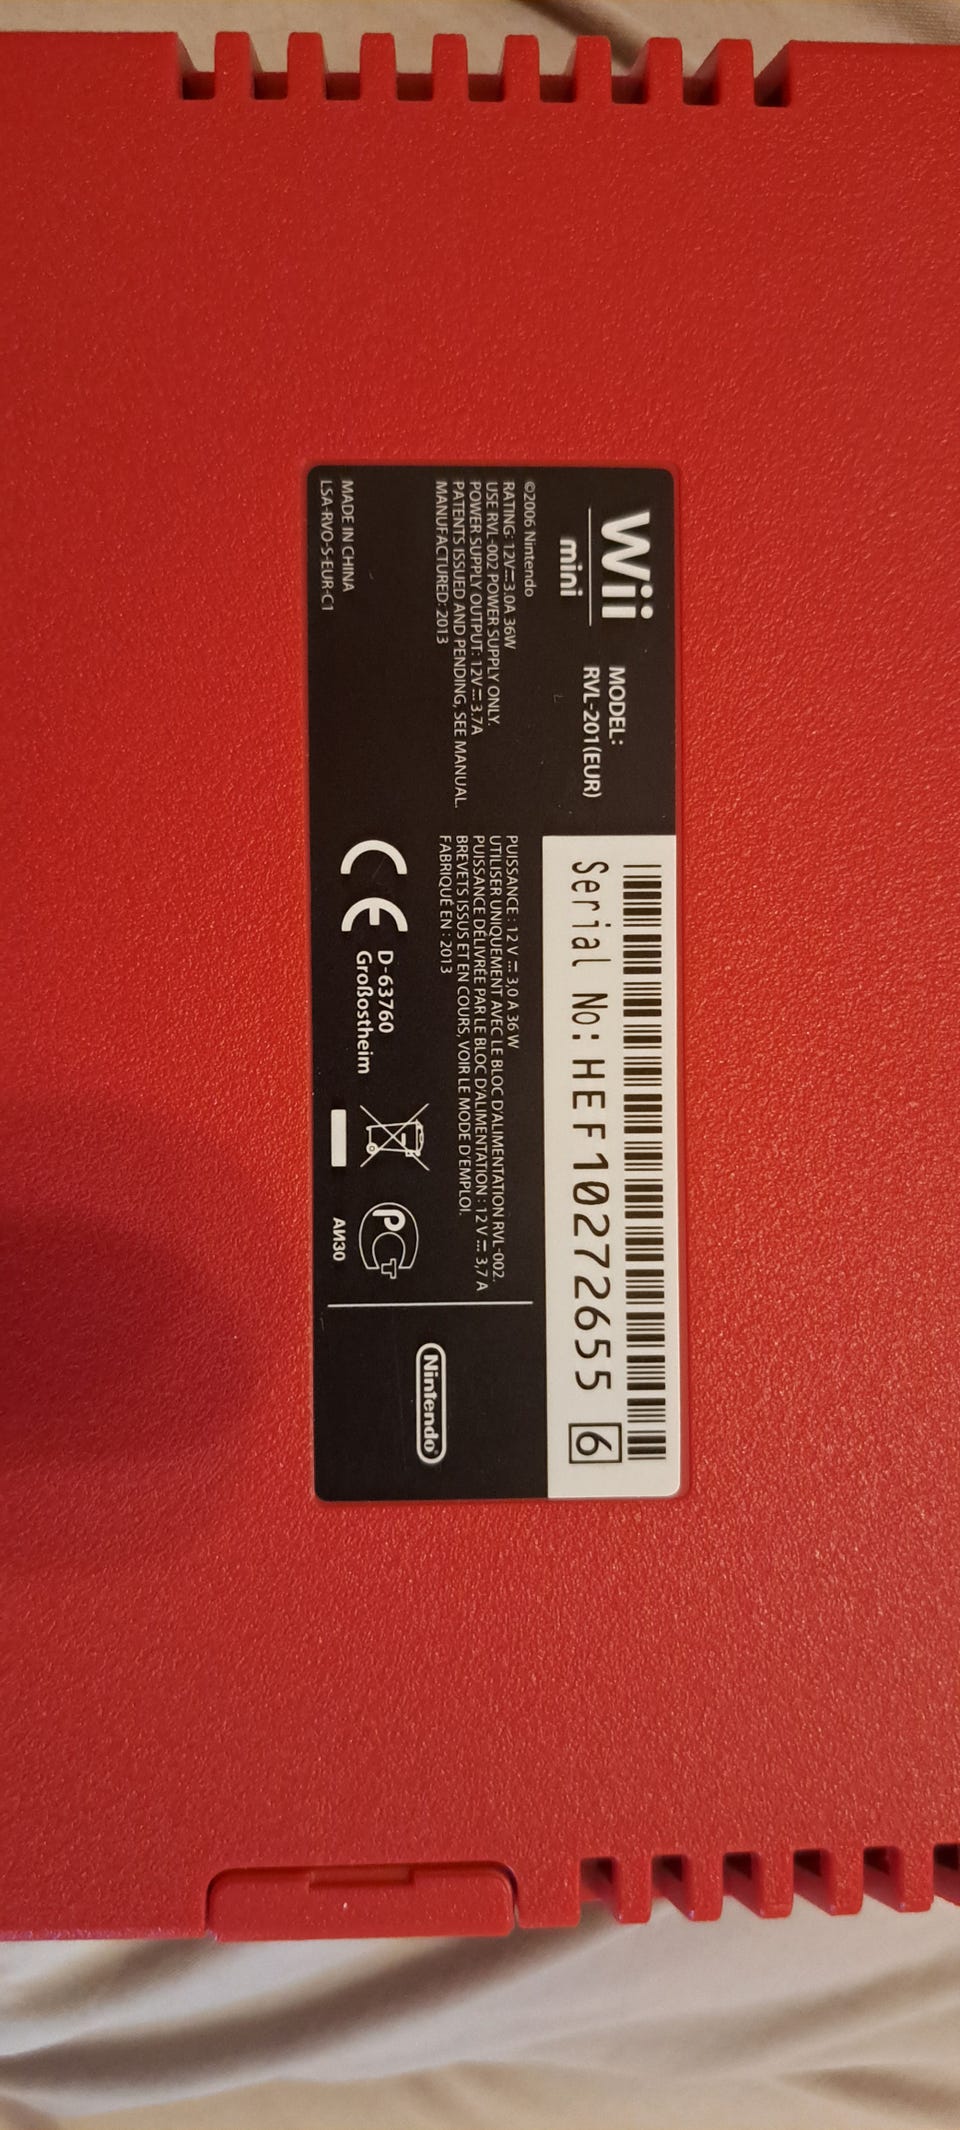 Wii
mini
MODEL:
RVL-201(EUR)
Serial No: HEF10272655 6
©2006 Nintendo
RATING: 12V⎓3.0A 36W
USE RVL-002 POWER SUPPLY ONLY.
POWER SUPPLY OUTPUT: 12V⎓3.7A
PATENTS ISSUED AND PENDING, SEE MANUAL.
MANUFACTURED: 2013
PUISSANCE : 12 V ⎓ 3,0 A 36 W
UTILISER UNIQUEMENT AVEC LE BLOC D'ALIMENTATION RVL-002.
PUISSANCE DÉLIVRÉE PAR LE BLOC D'ALIMENTATION : 12 V ⎓ 3,7 A
BREVETS ISSUS ET EN COURS, VOIR LE MODE D'EMPLOI.
FABRIQUÉ EN : 2013
MADE IN CHINA
LSA-RVO-S-EUR-C1
CE
D-63760
Großostheim
РСТ
АИ30
Nintendo